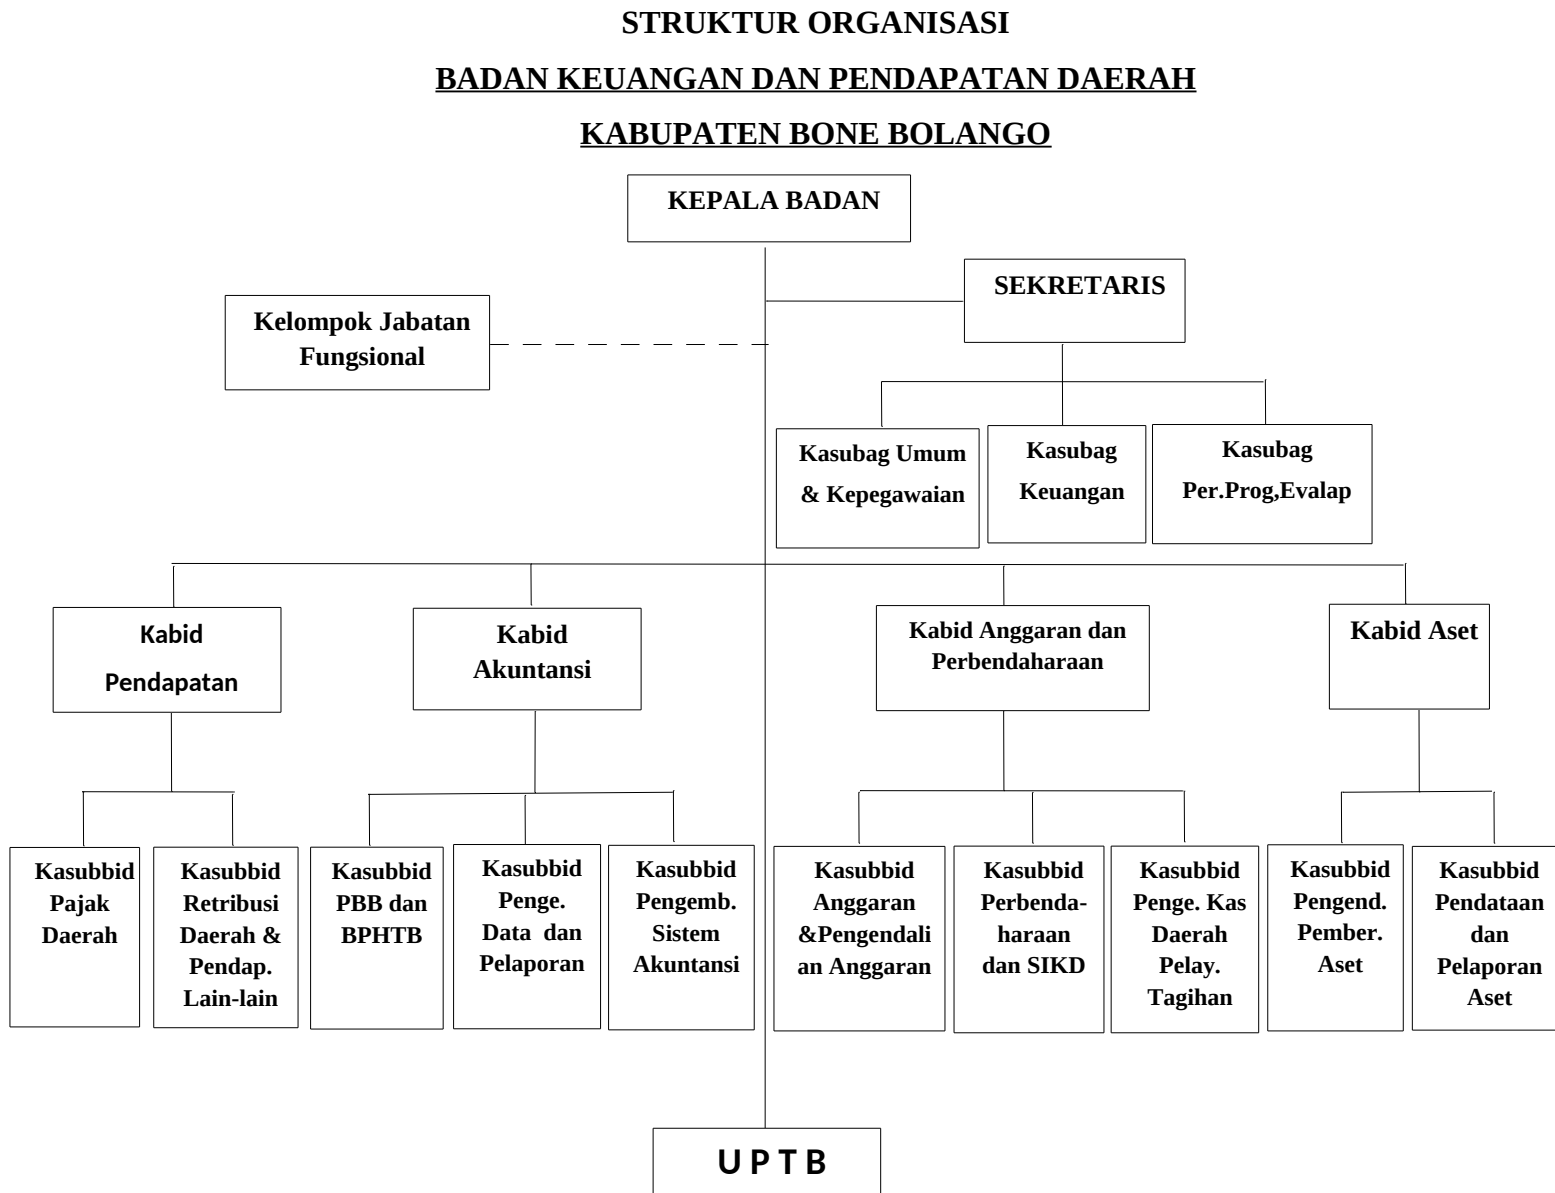 STRUKTUR ORGANISASI
BADAN KEUANGAN DAN PENDAPATAN DAERAH
KABUPATEN BONE BOLANGO
KEPALA BADAN
SEKRETARIS
Kelompok Jabatan
Fungsional
Kasubag Umum
& Kepegawaian
Kasubag
Keuangan
Kasubag
Per.Prog,Evalap
Kabid
Pendapatan
Kabid
Akuntansi
Kabid Anggaran dan
Perbendaharaan
Kabid Aset
Kasubbid
Pajak
Daerah
Kasubbid
Retribusi
Daerah &
Pendap.
Lain-lain
Kasubbid
PBB dan
BPHTB
Kasubbid
Penge.
Data dan
Pelaporan
Kasubbid
Pengemb.
Sistem
Akuntansi
Kasubbid
Anggaran
&Pengendali
an Anggaran
Kasubbid
Perbenda-
haraan
dan SIKD
Kasubbid
Penge. Kas
Daerah
Pelay.
Tagihan
Kasubbid
Pengend.
Pember.
Aset
Kasubbid
Pendataan
dan
Pelaporan
Aset
U P T B